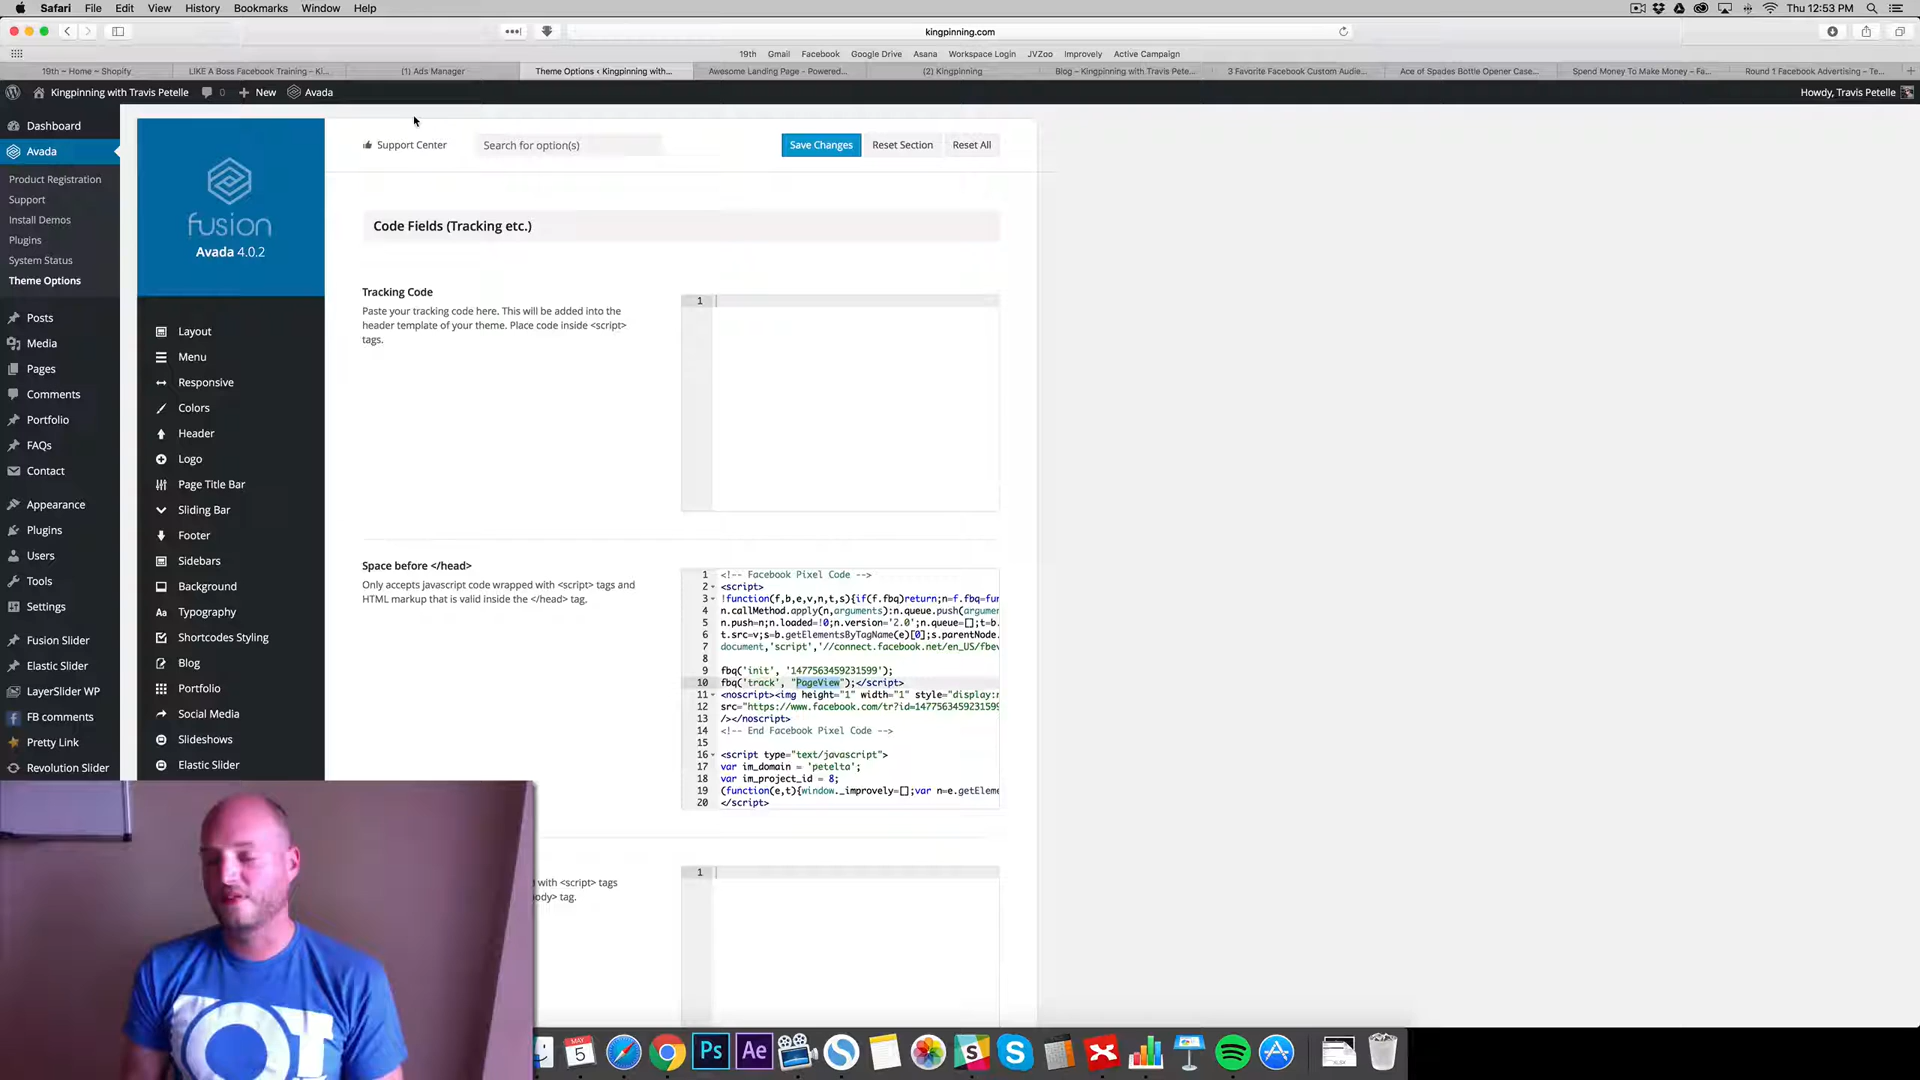 Safari File Edit View History Bookmarks Window Help Thu 12:53 PM
kingpinning.com
19th Gmail Facebook Google Drive Asana Workspace Login JVZoo Improvely Active Campaign
19th – Home – Shopify LIKE A Boss Facebook Training – Ki... (1) Ads Manager Theme Options ‹ Kingpinning with... Awesome Landing Page - Powered... (2) Kingpinning Blog – Kingpinning with Travis Pete... 3 Favorite Facebook Custom Audie... Ace of Spades Bottle Opener Case... Spend Money To Make Money – Fa... Round 1 Facebook Advertising – Te...
Kingpinning with Travis Petelle 0 New Avada Howdy, Travis Petelle
Dashboard
Avada
Product Registration
Support
Install Demos
Plugins
System Status
Theme Options
Posts
Media
Pages
Comments
Portfolio
FAQs
Contact
Appearance
Plugins
Users
Tools
Settings
Fusion Slider
Elastic Slider
LayerSlider WP
FB comments
Pretty Link
Revolution Slider
fusion
Avada 4.0.2
Layout
Menu
Responsive
Colors
Header
Logo
Page Title Bar
Sliding Bar
Footer
Sidebars
Background
Typography
Shortcodes Styling
Blog
Portfolio
Social Media
Slideshows
Elastic Slider
Support Center Search for option(s) Save Changes Reset Section Reset All
Code Fields (Tracking etc.)
Tracking Code
Paste your tracking code here. This will be added into the
header template of your theme. Place code inside <script>
tags.
1
Space before </head>
Only accepts javascript code wrapped with <script> tags and
HTML markup that is valid inside the </head> tag.
1 <!-- Facebook Pixel Code -->
2 <script>
3 !function(f,b,e,v,n,t,s){if(f.fbq)return;n=f.fbq=fun
4 n.callMethod.apply(n,arguments):n.queue.push(argumen
5 n.push=n;n.loaded=!0;n.version='2.0';n.queue=[];t=b.
6 t.src=v;s=b.getElementsByTagName(e)[0];s.parentNode.
7 document,'script','//connect.facebook.net/en_US/fbev
8
9 fbq('init', '1477563459231599');
10 fbq('track', "PageView");</script>
11 <noscript><img height="1" width="1" style="display:n
12 src="https://www.facebook.com/tr?id=1477563459231599
13 /></noscript>
14 <!-- End Facebook Pixel Code -->
15
16 <script type="text/javascript">
17 var im_domain = 'petelta';
18 var im_project_id = 8;
19 (function(e,t){window._improvely=[];var n=e.getEleme
20 </script>
d with <script> tags
ody> tag.
1
MAY
5
Ps Ae